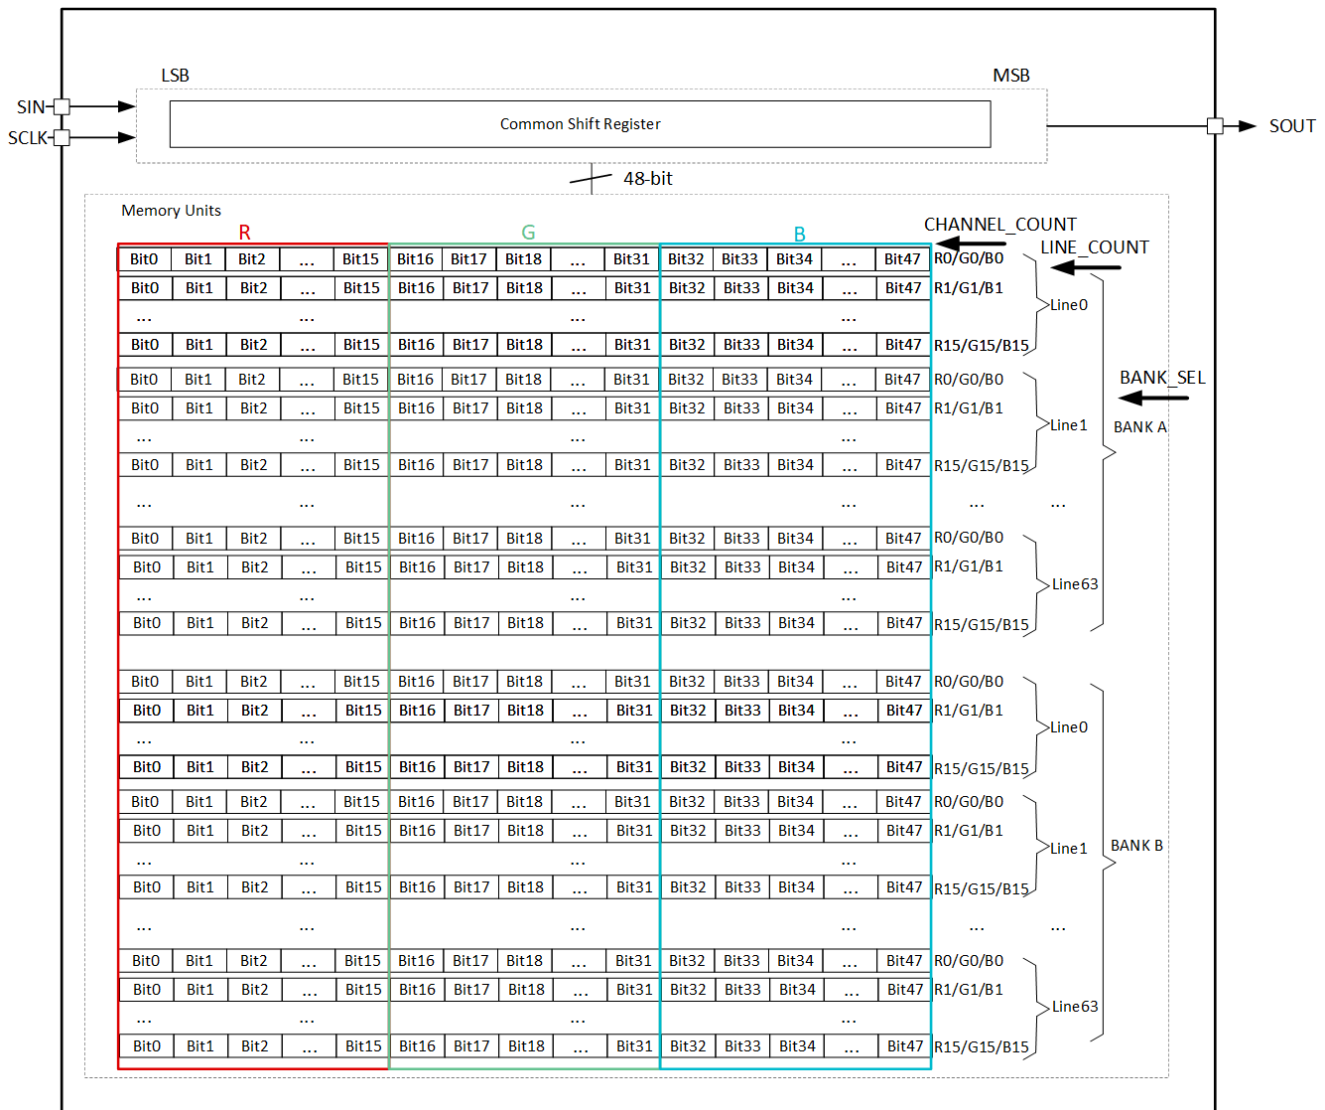 LSB MSB
SIN
SCLK
Common Shift Register
SOUT
48-bit
Memory Units
R G B
CHANNEL_COUNT
LINE_COUNT
Bit0 Bit1 Bit2 ... Bit15 Bit16 Bit17 Bit18 ... Bit31 Bit32 Bit33 Bit34 ... Bit47 R0/G0/B0
Bit0 Bit1 Bit2 ... Bit15 Bit16 Bit17 Bit18 ... Bit31 Bit32 Bit33 Bit34 ... Bit47 R1/G1/B1
Line0
... ... ... ...
Bit0 Bit1 Bit2 ... Bit15 Bit16 Bit17 Bit18 ... Bit31 Bit32 Bit33 Bit34 ... Bit47 R15/G15/B15
Bit0 Bit1 Bit2 ... Bit15 Bit16 Bit17 Bit18 ... Bit31 Bit32 Bit33 Bit34 ... Bit47 R0/G0/B0
BANK_SEL
Bit0 Bit1 Bit2 ... Bit15 Bit16 Bit17 Bit18 ... Bit31 Bit32 Bit33 Bit34 ... Bit47 R1/G1/B1
Line1 BANK A
... ... ... ...
Bit0 Bit1 Bit2 ... Bit15 Bit16 Bit17 Bit18 ... Bit31 Bit32 Bit33 Bit34 ... Bit47 R15/G15/B15
... ... ... ... ... ...
Bit0 Bit1 Bit2 ... Bit15 Bit16 Bit17 Bit18 ... Bit31 Bit32 Bit33 Bit34 ... Bit47 R0/G0/B0
Bit0 Bit1 Bit2 ... Bit15 Bit16 Bit17 Bit18 ... Bit31 Bit32 Bit33 Bit34 ... Bit47 R1/G1/B1
Line63
... ... ... ...
Bit0 Bit1 Bit2 ... Bit15 Bit16 Bit17 Bit18 ... Bit31 Bit32 Bit33 Bit34 ... Bit47 R15/G15/B15
Bit0 Bit1 Bit2 ... Bit15 Bit16 Bit17 Bit18 ... Bit31 Bit32 Bit33 Bit34 ... Bit47 R0/G0/B0
Bit0 Bit1 Bit2 ... Bit15 Bit16 Bit17 Bit18 ... Bit31 Bit32 Bit33 Bit34 ... Bit47 R1/G1/B1
Line0
... ... ... ...
Bit0 Bit1 Bit2 ... Bit15 Bit16 Bit17 Bit18 ... Bit31 Bit32 Bit33 Bit34 ... Bit47 R15/G15/B15
Bit0 Bit1 Bit2 ... Bit15 Bit16 Bit17 Bit18 ... Bit31 Bit32 Bit33 Bit34 ... Bit47 R0/G0/B0
Bit0 Bit1 Bit2 ... Bit15 Bit16 Bit17 Bit18 ... Bit31 Bit32 Bit33 Bit34 ... Bit47 R1/G1/B1
Line1 BANK B
... ... ... ...
Bit0 Bit1 Bit2 ... Bit15 Bit16 Bit17 Bit18 ... Bit31 Bit32 Bit33 Bit34 ... Bit47 R15/G15/B15
... ... ... ... ... ...
Bit0 Bit1 Bit2 ... Bit15 Bit16 Bit17 Bit18 ... Bit31 Bit32 Bit33 Bit34 ... Bit47 R0/G0/B0
Bit0 Bit1 Bit2 ... Bit15 Bit16 Bit17 Bit18 ... Bit31 Bit32 Bit33 Bit34 ... Bit47 R1/G1/B1
Line63
... ... ... ...
Bit0 Bit1 Bit2 ... Bit15 Bit16 Bit17 Bit18 ... Bit31 Bit32 Bit33 Bit34 ... Bit47 R15/G15/B15